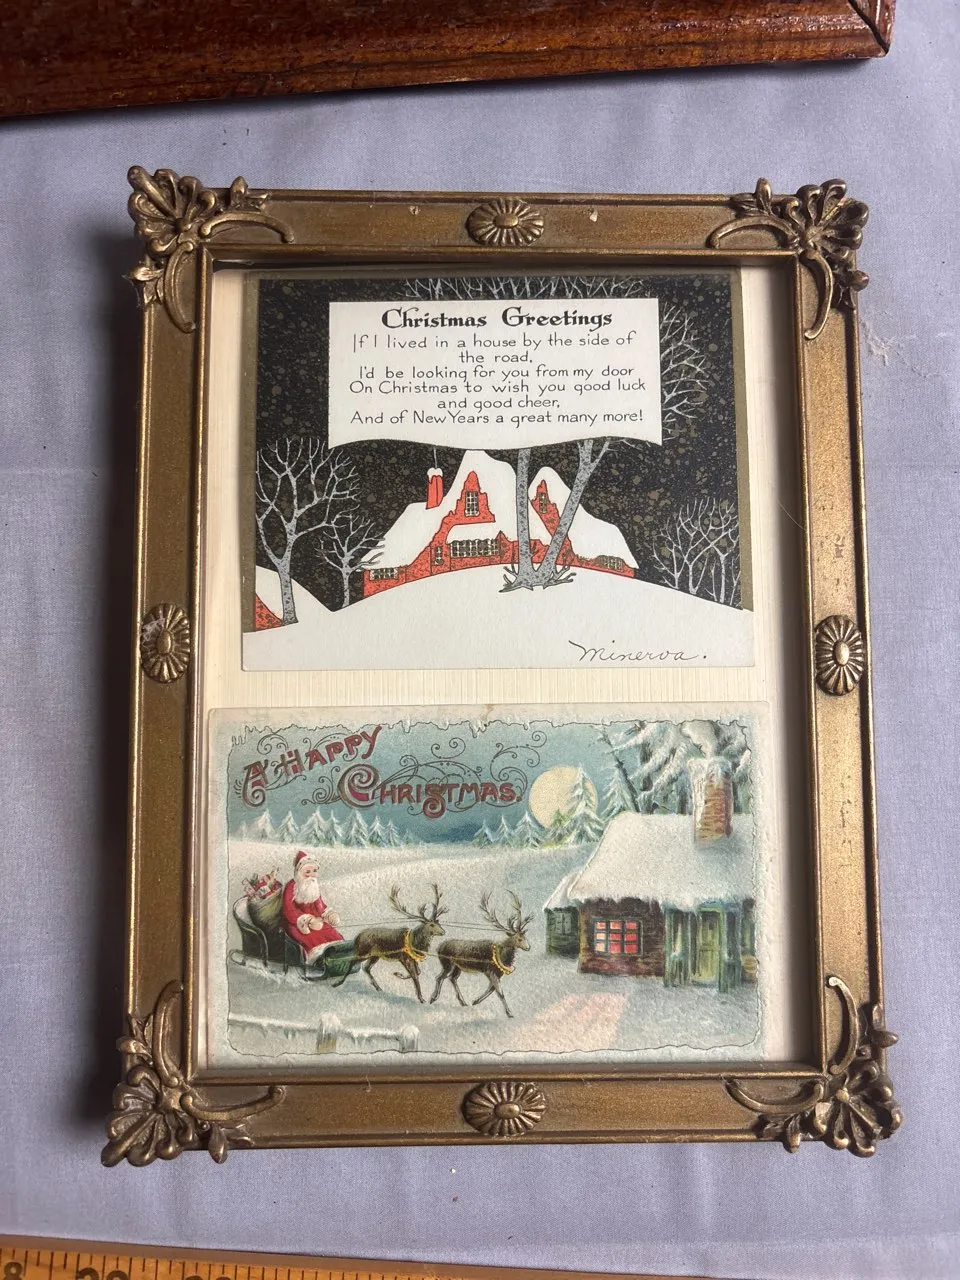 Christmas Greetings
If I lived in a house by the side of
the road,
I'd be looking for you from my door
On Christmas to wish you good luck
and good cheer,
And of New Years a great many more!
Minerva.
A Happy
Christmas.